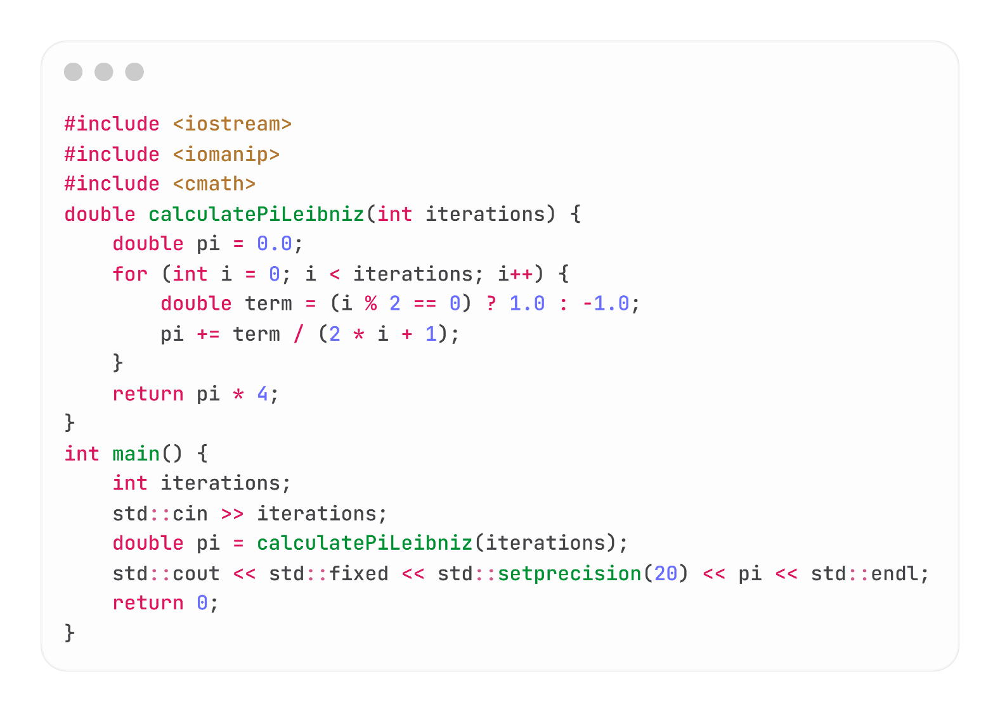 #include <iostream>
#include <iomanip>
#include <cmath>
double calculatePiLeibniz(int iterations) {
    double pi = 0.0;
    for (int i = 0; i < iterations; i++) {
        double term = (i % 2 == 0) ? 1.0 : -1.0;
        pi += term / (2 * i + 1);
    }
    return pi * 4;
}
int main() {
    int iterations;
    std::cin >> iterations;
    double pi = calculatePiLeibniz(iterations);
    std::cout << std::fixed << std::setprecision(20) << pi << std::endl;
    return 0;
}